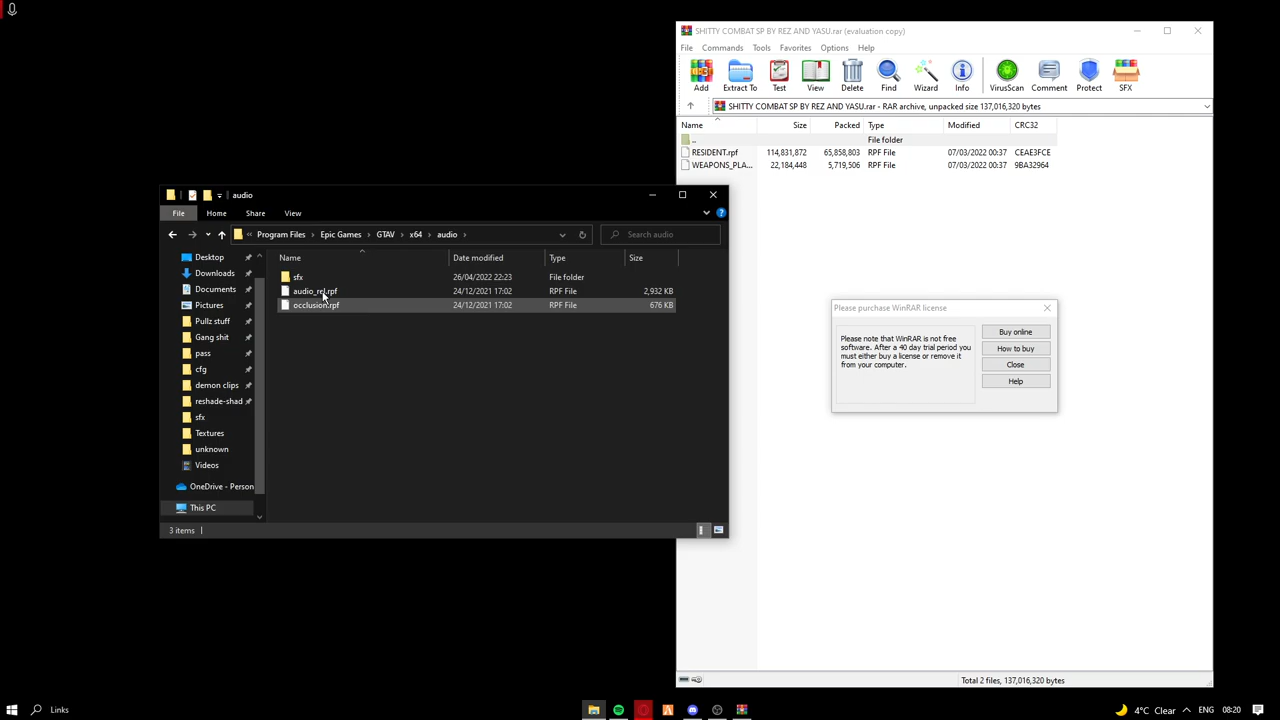 SHITTY COMBAT SP BY REZ AND YASU.rar (evaluation copy)
File Commands Tools Favorites Options Help
Add Extract To Test View Delete Find Wizard Info VirusScan Comment Protect SFX
SHITTY COMBAT SP BY REZ AND YASU.rar - RAR archive, unpacked size 137,016,320 bytes
Name Size Packed Type Modified CRC32
.. File folder
RESIDENT.rpf 114,831,872 65,858,803 RPF File 07/03/2022 00:37 CEAE3FCE
WEAPONS_PLA... 22,184,448 5,719,506 RPF File 07/03/2022 00:37 9BA32964
audio
File Home Share View
Program Files Epic Games GTAV x64 audio
Search audio
Name Date modified Type Size
sfx 26/04/2022 22:23 File folder
audio_rel.rpf 24/12/2021 17:02 RPF File 2,932 KB
occlusion.rpf 24/12/2021 17:02 RPF File 676 KB
Desktop
Downloads
Documents
Pictures
Pullz stuff
Gang shit
pass
cfg
demon clips
reshade-shad
sfx
Textures
unknown
Videos
OneDrive - Person
This PC
3 items
Please purchase WinRAR license
Please note that WinRAR is not free
software. After a 40 day trial period you
must either buy a license or remove it
from your computer.
Buy online
How to buy
Close
Help
Total 2 files, 137,016,320 bytes
Links
4°C Clear ENG 08:20